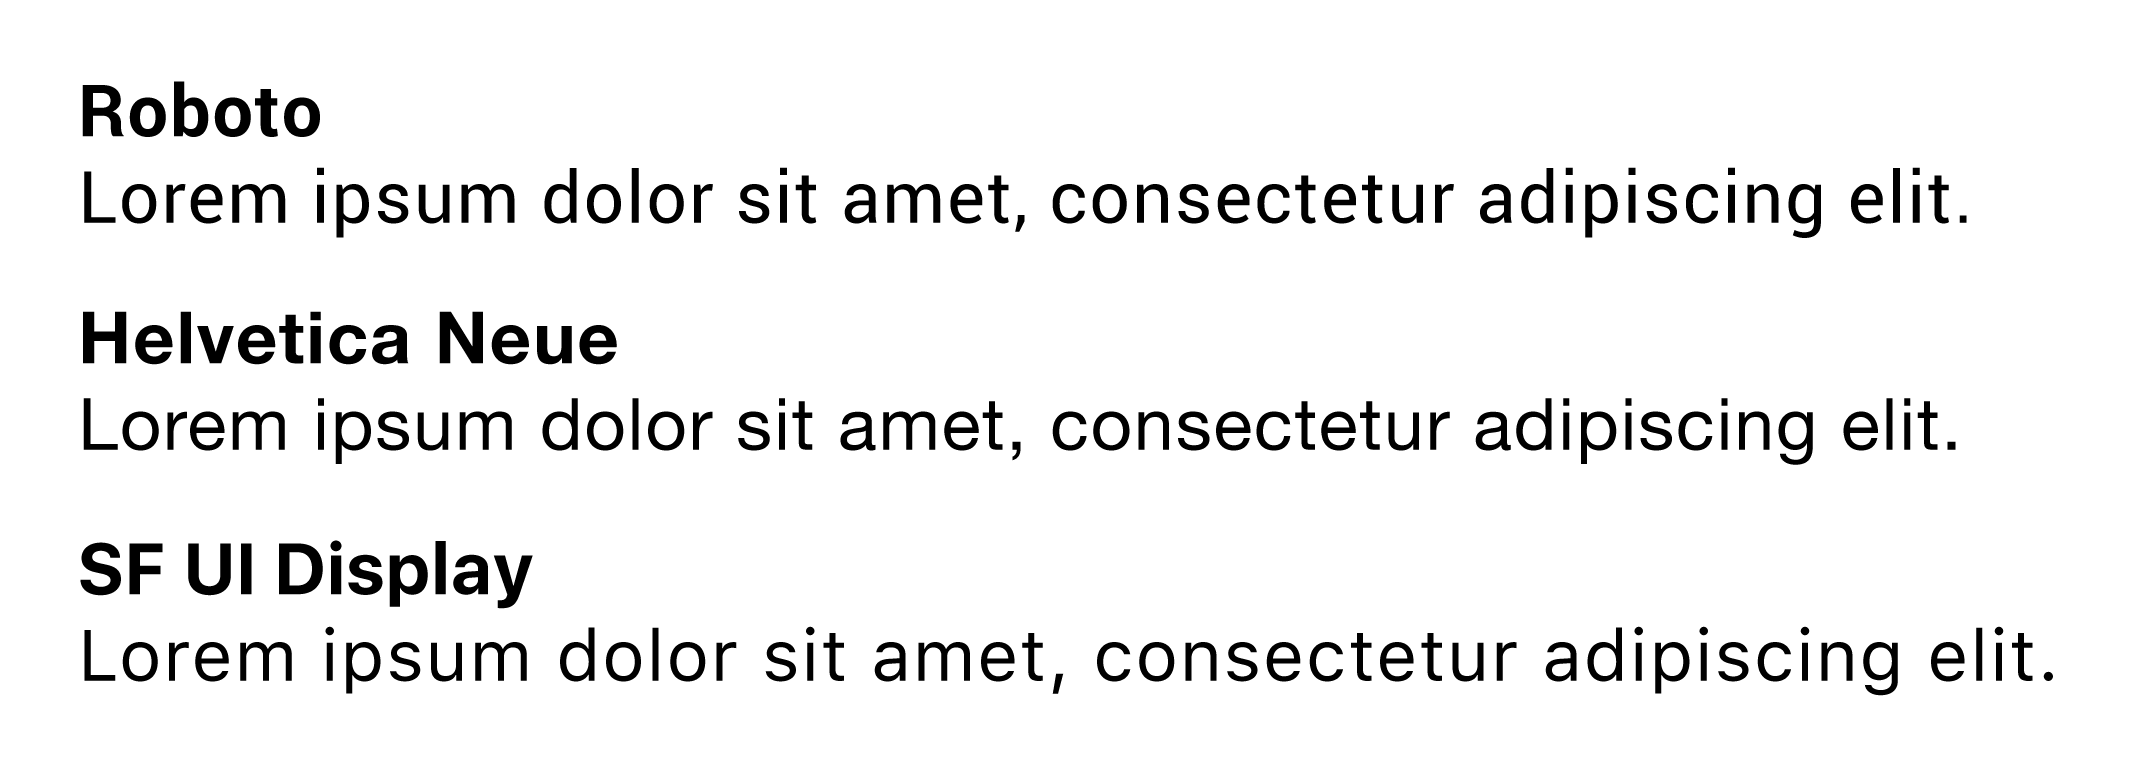 Roboto
Lorem ipsum dolor sit amet, consectetur adipiscing elit.
Helvetica Neue
Lorem ipsum dolor sit amet, consectetur adipiscing elit.
SF UI Display
Lorem ipsum dolor sit amet, consectetur adipiscing elit.